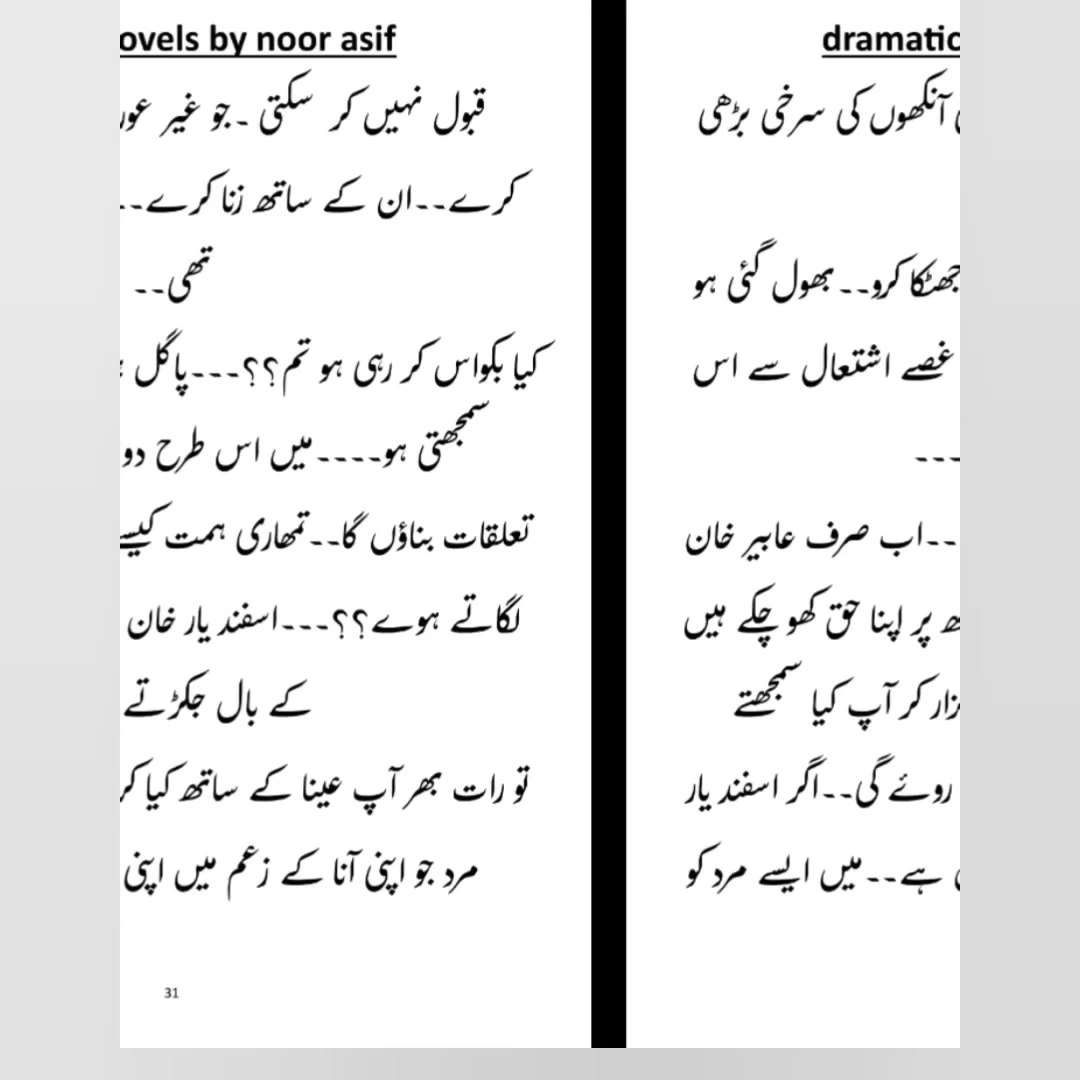 ovels by noor asif
قبول نہیں کر سکتی ۔جو غیر
کرے۔۔ان کے ساتھ زنا کرے۔۔
تھی۔۔
کیا بکواس کر رہی ہو تم؟؟۔۔۔پاگل
سمجھتی ہو۔۔۔۔میں اس طرح دو
تعلقات بناؤں گا۔۔تمھاری ہمت کیسے
لگاتے ہوے؟؟۔۔۔اسفند یار خان
کے بال جکڑتے
تو رات بھر آپ عینا کے ساتھ کیا کر
مرد جو اپنی آنا کے زعم میں اپنی
31
dramatic
آنکھوں کی سرخی بڑھی
جھٹکا کرو۔۔بھول گئی ہو
غصے اشتعال سے اس
۔۔۔
۔۔اب صرف عابیر خان
پر اپنا حق کھو چکے ہیں
کر آپ کیا سمجھتے
روئے گی۔۔اگر اسفند یار
ہے۔۔میں ایسے مرد کو